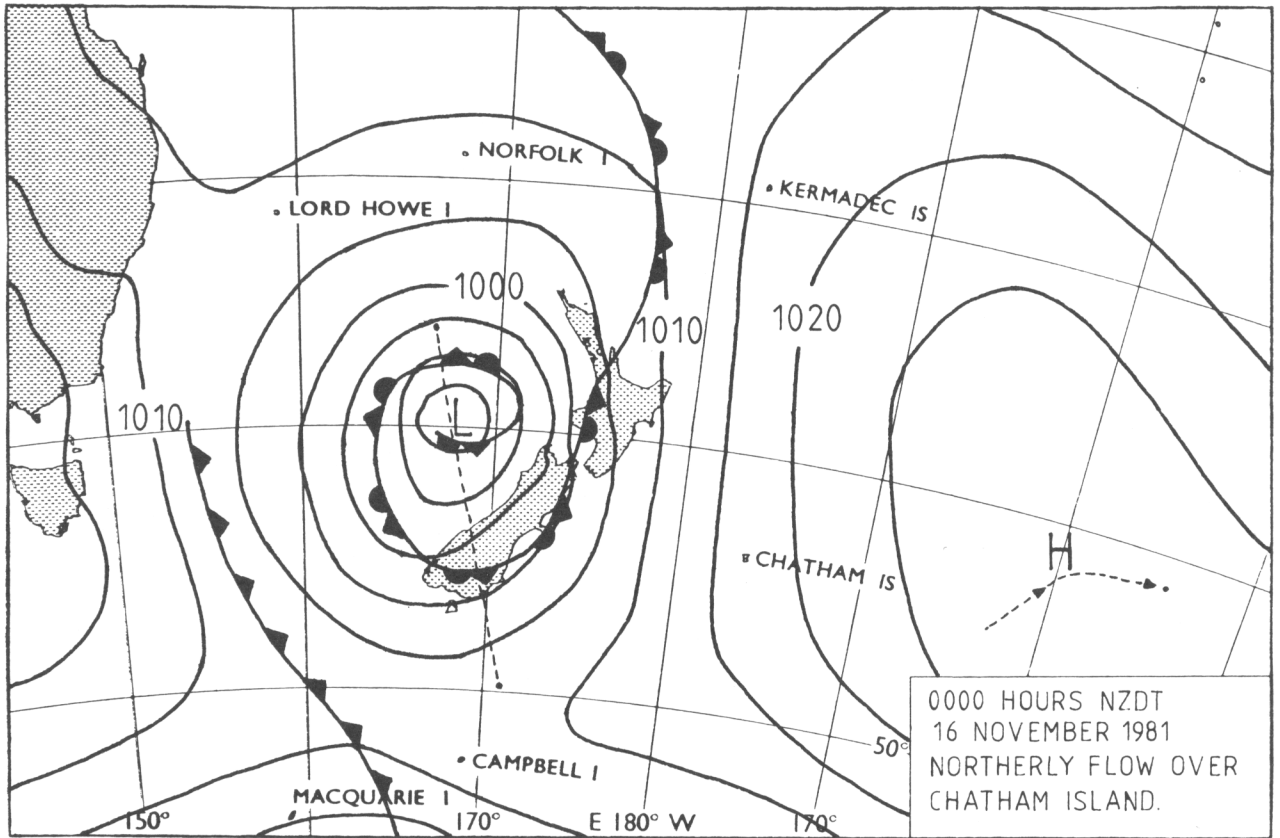 NORFOLK I
KERMADEC IS
LORD HOWE I
1000
1010
1020
1010
L
H
CHATHAM IS
0000 HOURS NZDT
16 NOVEMBER 1981
NORTHERLY FLOW OVER
CHATHAM ISLAND.
50°
CAMPBELL I
MACQUARIE I
150°
170°
E 180° W
170°